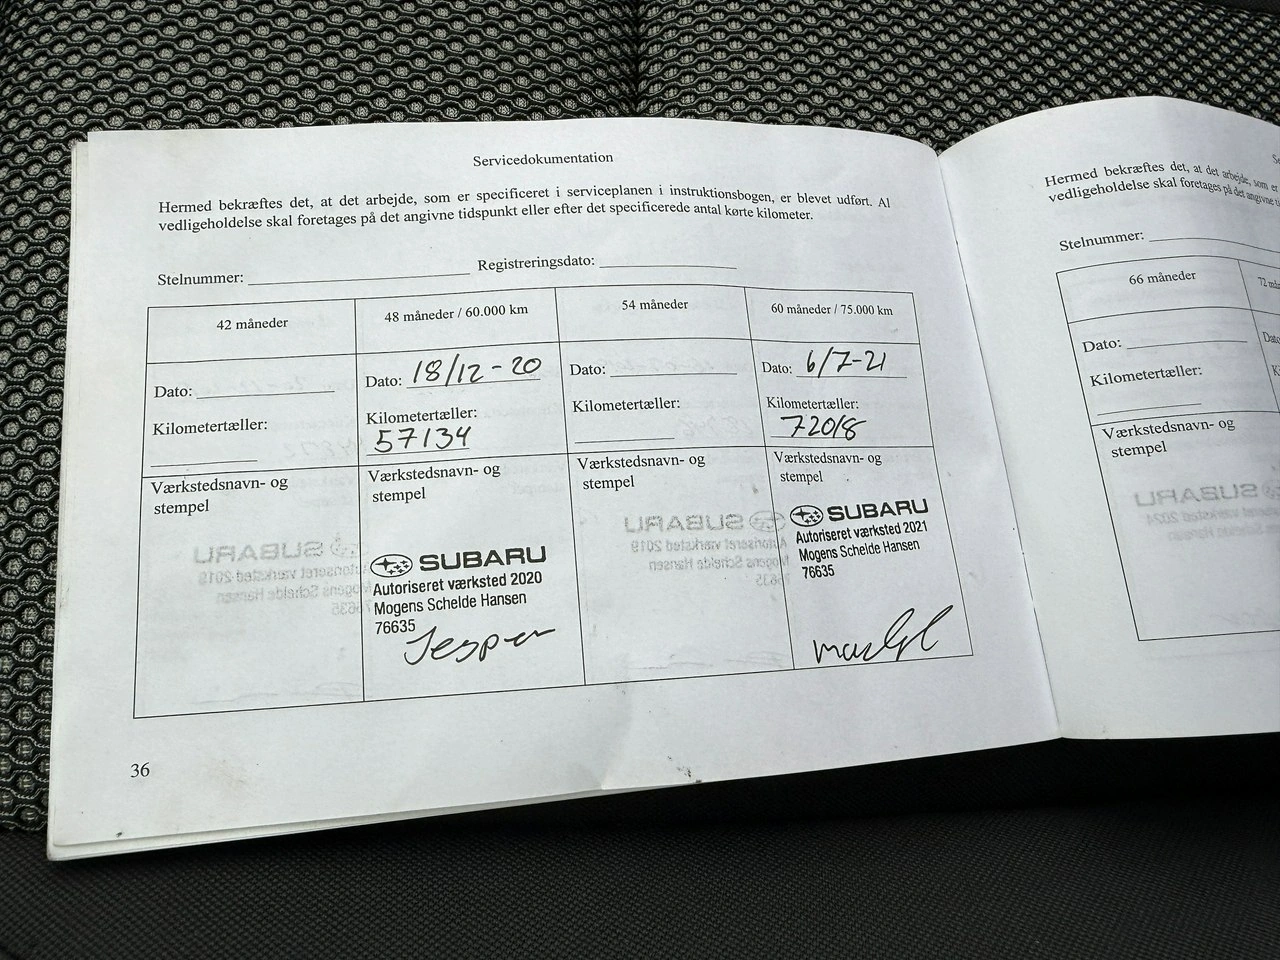 Servicedokumentation
Hermed bekræftes det, at det arbejde, som er specificeret i serviceplanen i instruktionsbogen, er blevet udført. Al
vedligeholdelse skal foretages på det angivne tidspunkt eller efter det specificerede antal kørte kilometer.
Stelnummer: Registreringsdato:
42 måneder
Dato:
Kilometertæller:
Værkstedsnavn- og
stempel
48 måneder / 60.000 km
Dato: 18/12-20
Kilometertæller:
57134
Værkstedsnavn- og
stempel
SUBARU
Autoriseret værksted 2020
Mogens Schelde Hansen
76635
Jesper
54 måneder
Dato:
Kilometertæller:
Værkstedsnavn- og
stempel
60 måneder / 75.000 km
Dato: 6/7-21
Kilometertæller:
72018
Værkstedsnavn- og
stempel
SUBARU
Autoriseret værksted 2021
Mogens Schelde Hansen
76635
36
Hermed bekræftes det, at det arbejde, som er
vedligeholdelse skal foretages på det angivne
Stelnummer:
66 måneder
Dato:
Kilometertæller:
Værkstedsnavn- og
stempel
72